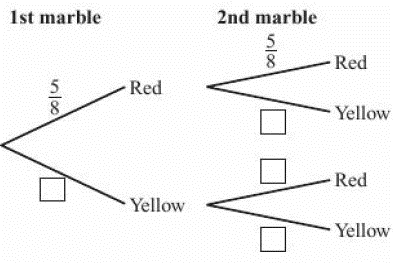 1st marble
2nd marble
5/8
Red
Yellow
5/8
Red
Yellow
Red
Yellow